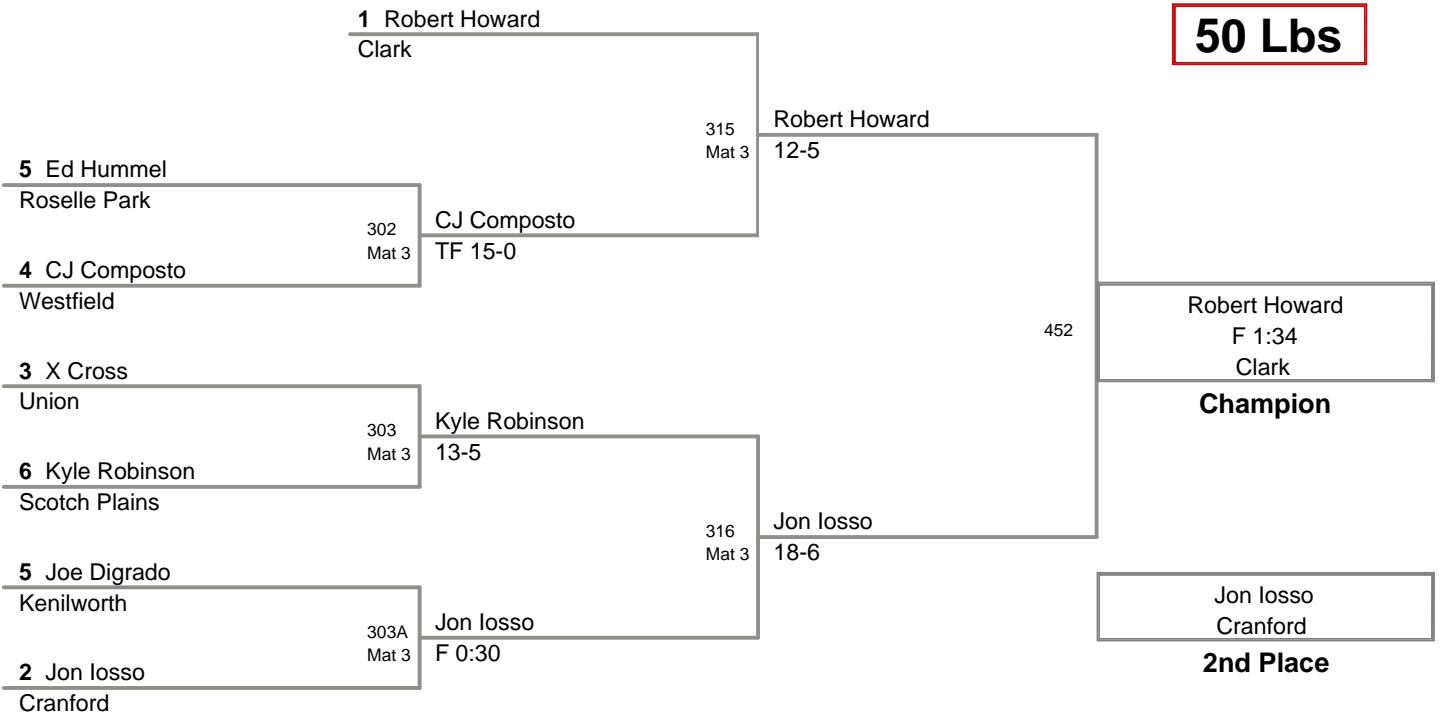 1 Robert Howard
Clark
50 Lbs
315
Mat 3
Robert Howard
12-5
5 Ed Hummel
Roselle Park
302
Mat 3
CJ Composto
TF 15-0
4 CJ Composto
Westfield
3 X Cross
Union
303
Mat 3
Kyle Robinson
13-5
6 Kyle Robinson
Scotch Plains
316
Mat 3
Jon Iosso
18-6
5 Joe Digrado
Kenilworth
303A
Mat 3
Jon Iosso
F 0:30
2 Jon Iosso
Cranford
452
Robert Howard
F 1:34
Clark
Champion
Jon Iosso
Cranford
2nd Place